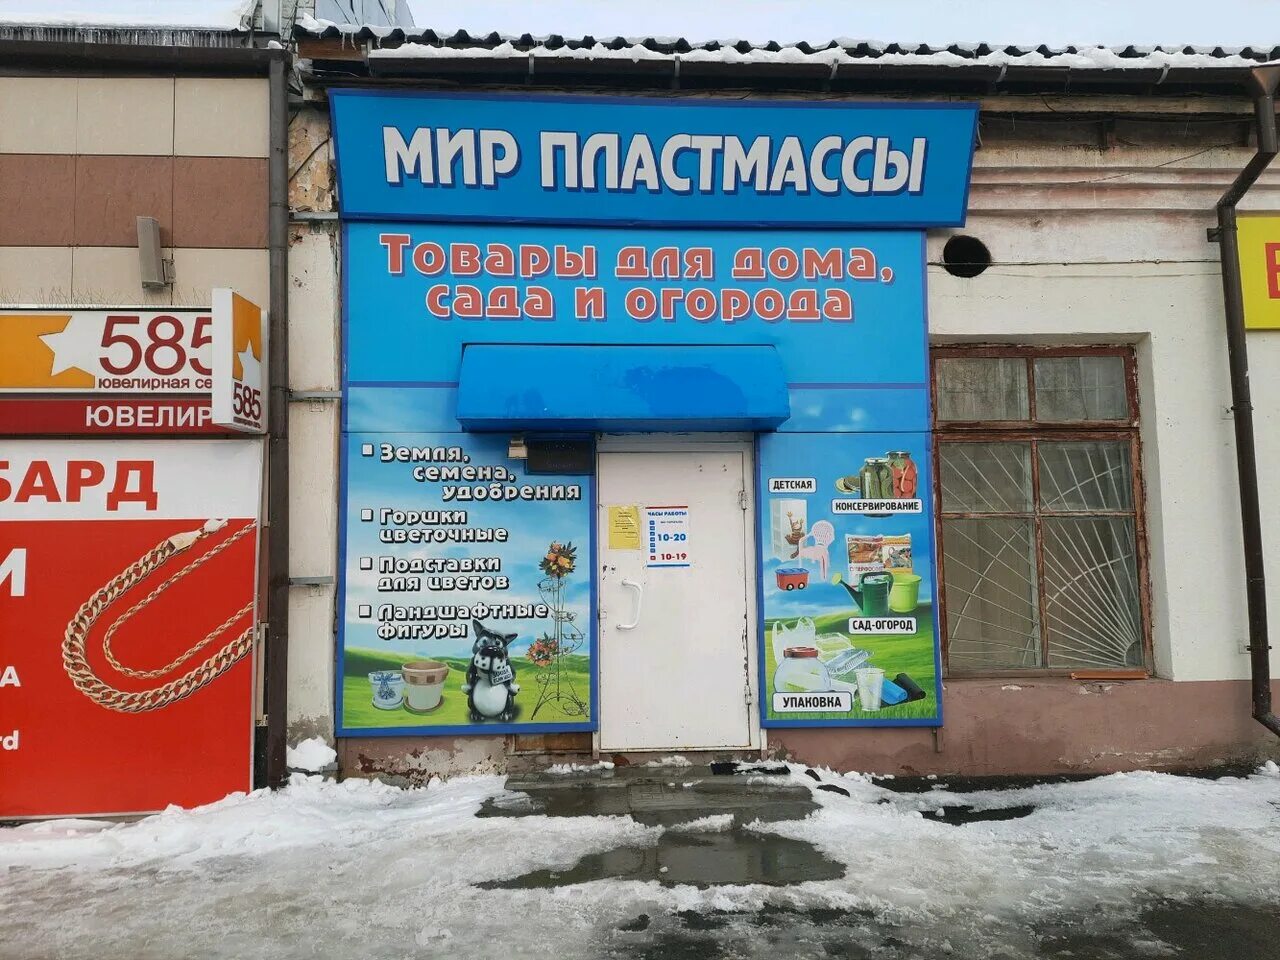 МИР ПЛАСТМАССЫ
Товары для дома,
сада и огорода
Земля,
семена,
удобрения
Горшки
цветочные
Подставки
для цветов
Ландшафтные
фигуры
ЧАСЫ РАБОТЫ
10-20
10-19
ДЕТСКАЯ
КОНСЕРВИРОВАНИЕ
САД-ОГОРОД
УПАКОВКА
585
ювелирная се
ЮВЕЛИР
585
БАРД
И
А
rd